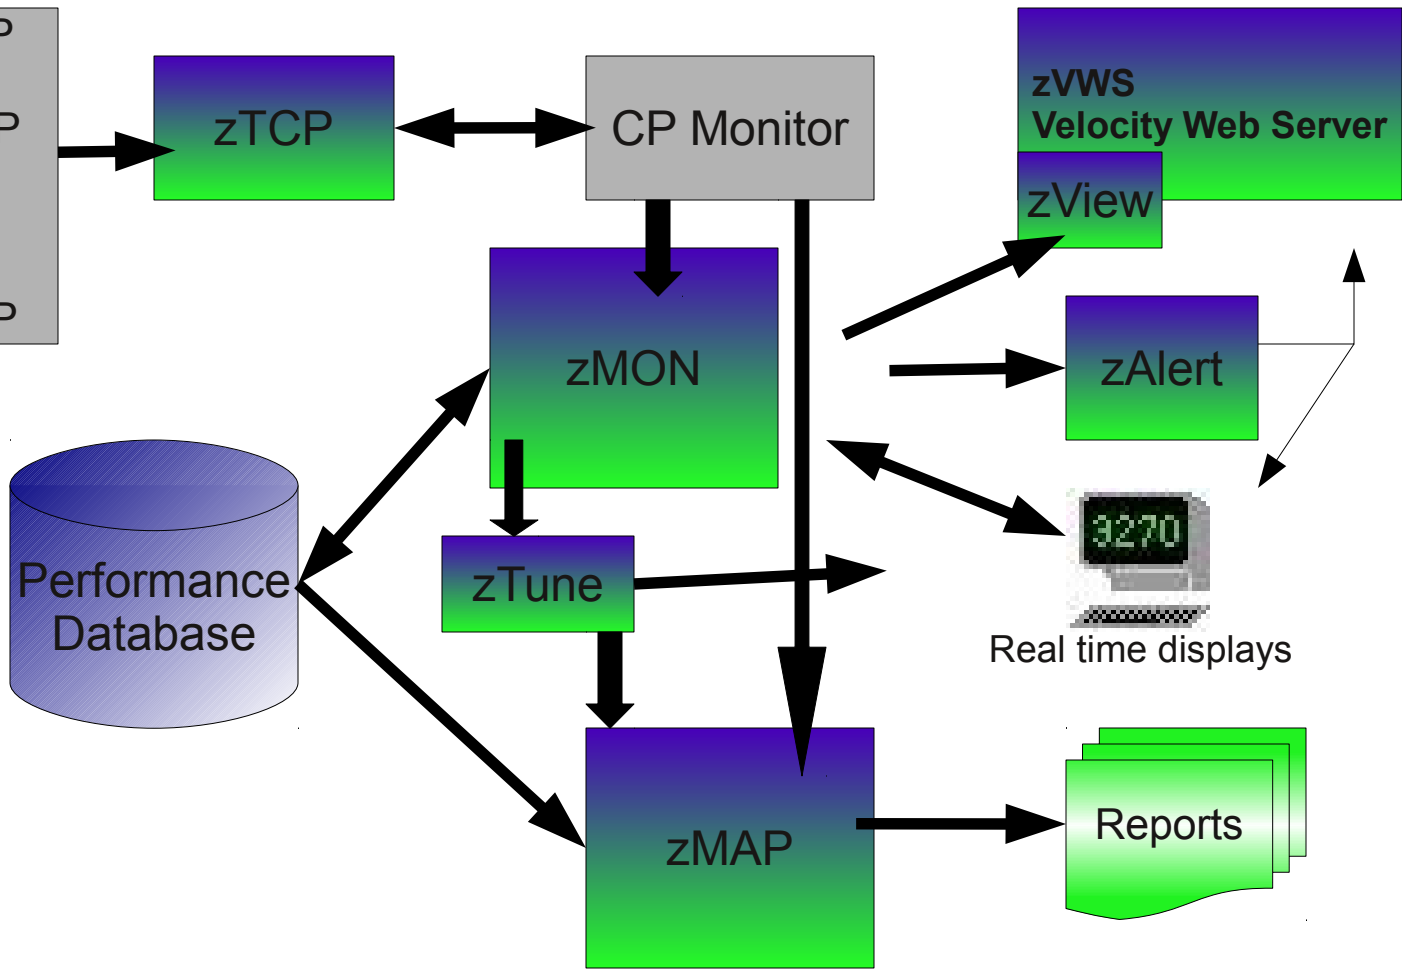 P
zTCP
CP Monitor
zVWS
Velocity Web Server
P
zView
P
zMON
zAlert
3270
Performance
Database
zTune
Real time displays
zMAP
Reports